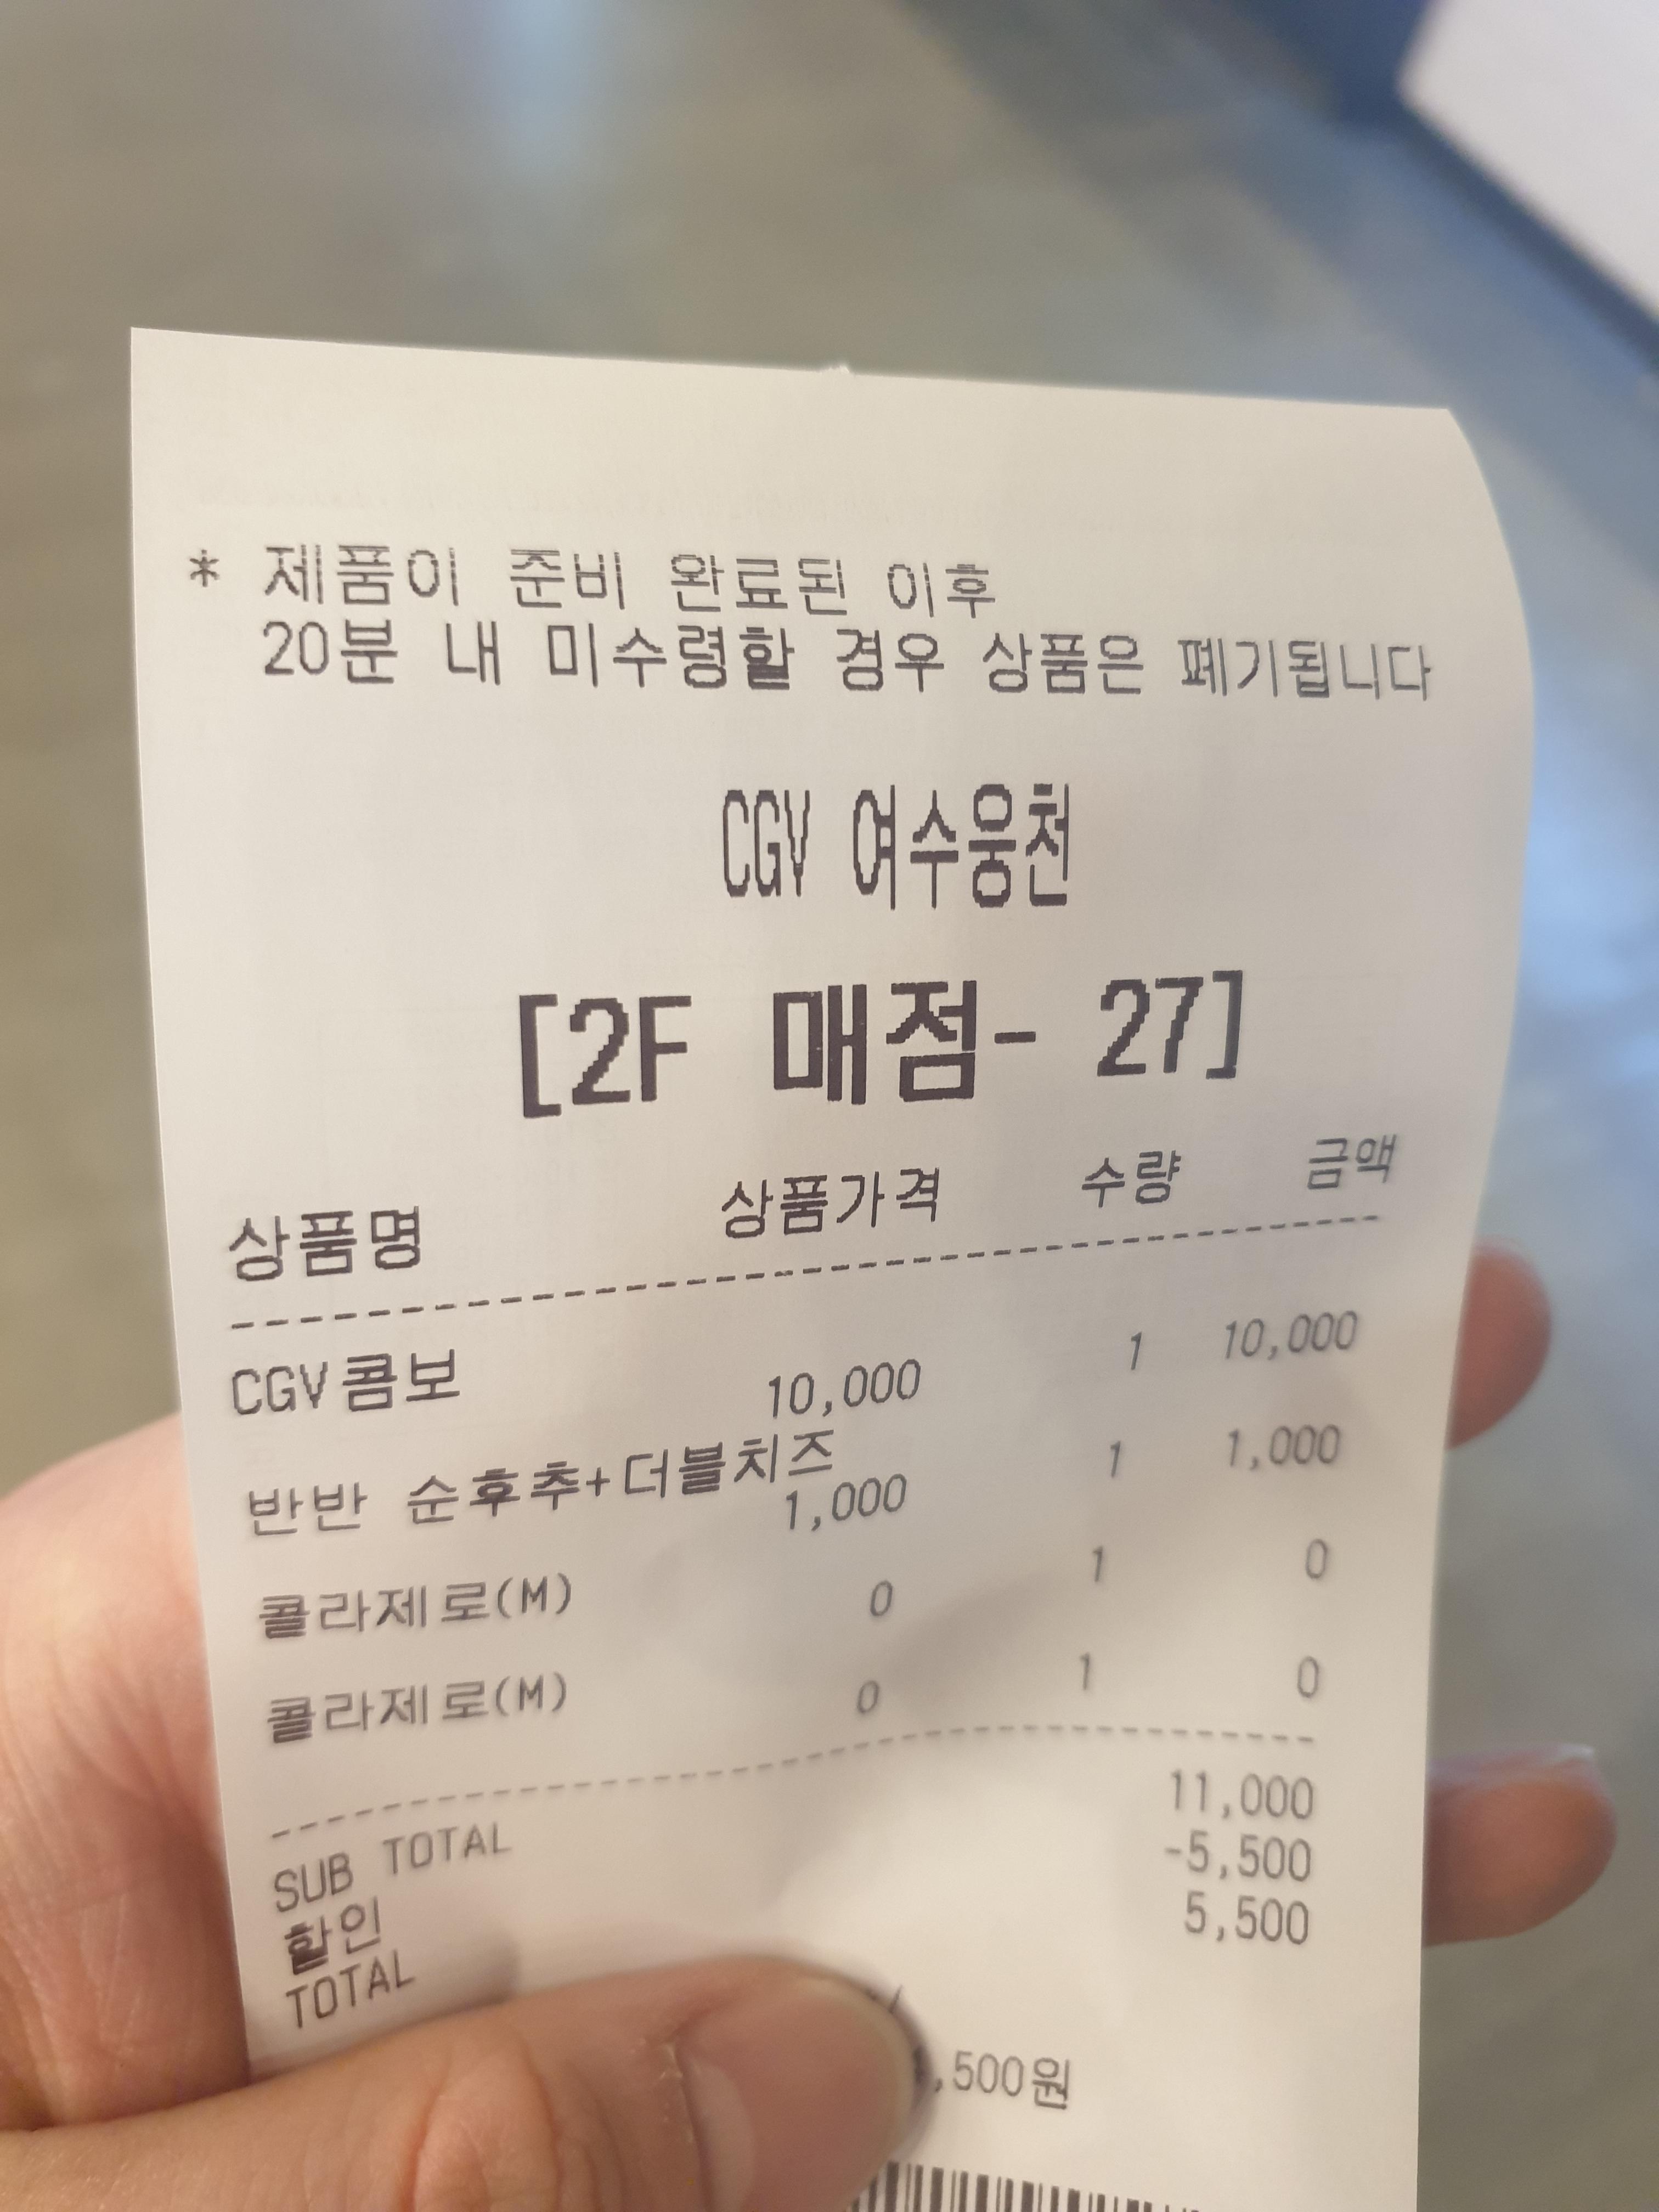 * 제품이 준비 완료된 이후
20분 내 미수령할 경우 상품은 폐기됩니다
CGV 여수웅천
[2F 매점- 27]
상품명 상품가격 수량 금액
CGV콤보 10,000 1 10,000
반반 순후추+더블치즈
1,000 1 1,000
콜라제로(M) 0 1 0
콜라제로(M) 0 1 0
SUB TOTAL 11,000
할인 -5,500
TOTAL 5,500
,500원